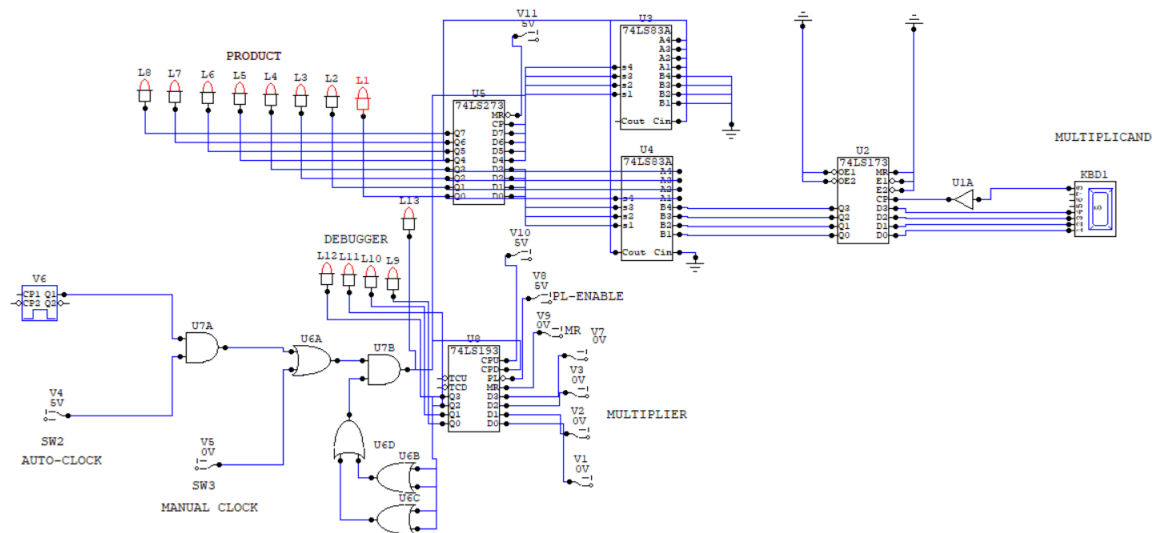 V11
5V
U3
74LS83A
A4
A3
A2
A1
B4
B3
B2
B1
s4
s3
s2
s1
Cout Cin
PRODUCT
L8 L7 L6 L5 L4 L3 L2 L1
U5
74LS273
MR
CP
Q7 D7
Q6 D6
Q5 D5
Q4 D4
Q3 D3
Q2 D2
Q1 D1
Q0 D0
U4
74LS83A
A4
A3
A2
A1
s4
s3
s2
s1
B4
B3
B2
B1
Cout Cin
U2
74LS173
OE1 MR
OE2 E1
E2
CP
Q3 D3
Q2 D2
Q1 D1
Q0 D0
U1A
MULTIPLICAND
KBD1
L13
DEBUGGER
L12 L11 L10 L9
V10
5V
V8
5V
PL-ENABLE
V9
0V
MR
V7
0V
V3
0V
V2
0V
V1
0V
MULTIPLIER
U8
74LS193
CPU
CPD
TCU PL
TCD MR
Q3 D3
Q2 D2
Q1 D1
Q0 D0
V6
CP1 Q1
CP2 Q2
U7A
U6A
U7B
V4
5V
SW2
AUTO-CLOCK
V5
0V
SW3
MANUAL CLOCK
U6D
U6B
U6C